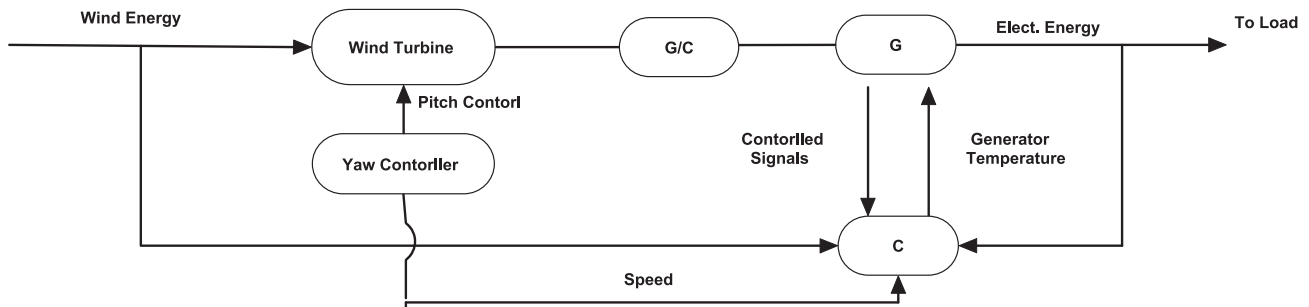 Wind Energy
Wind Turbine
G/C
G
Elect. Energy
To Load
Pitch Contorl
Yaw Contorller
Contorlled
Signals
Generator
Temperature
C
Speed